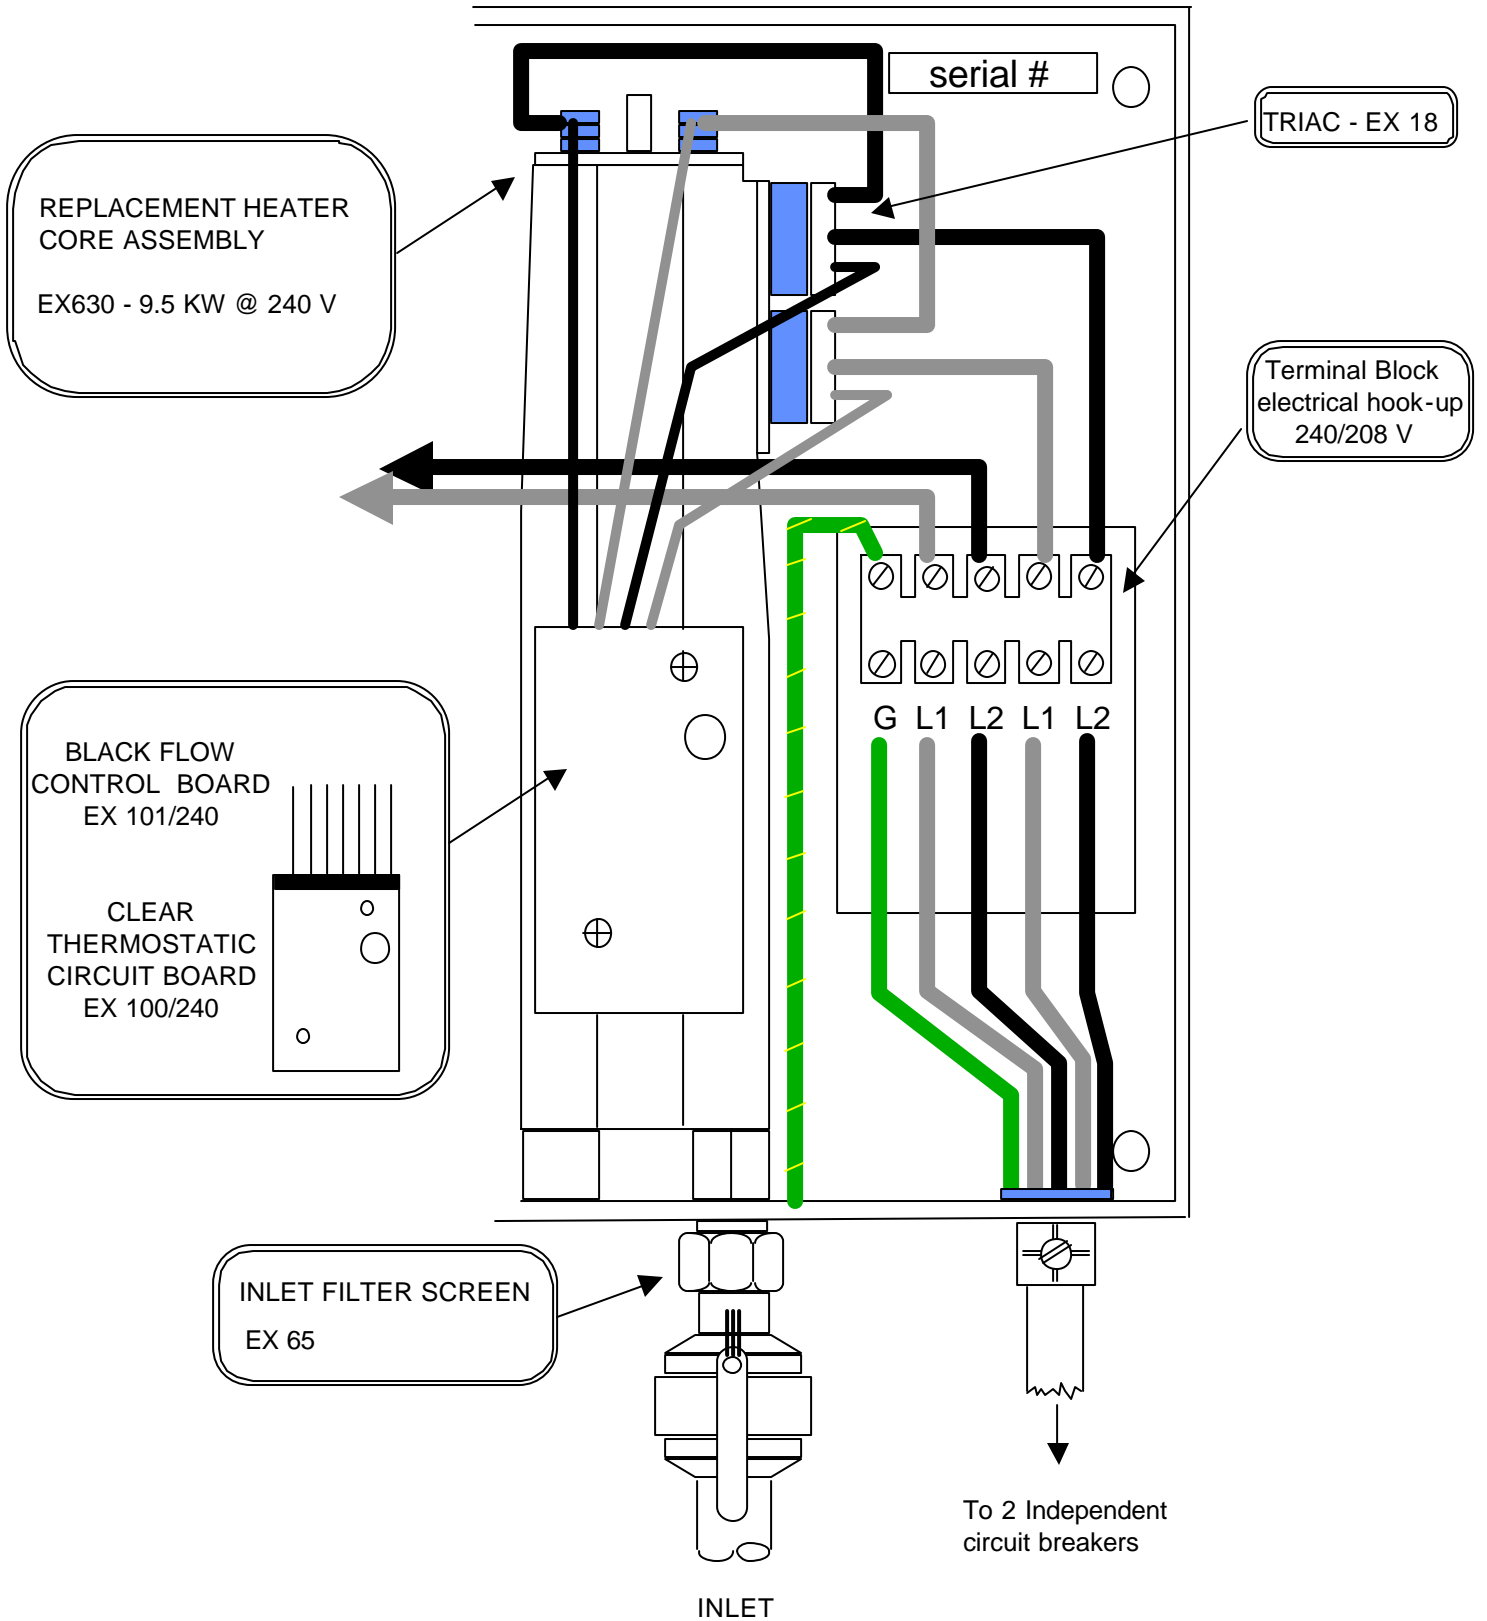 serial #
TRIAC - EX 18
REPLACEMENT HEATER
CORE ASSEMBLY
EX630 - 9.5 KW @ 240 V
Terminal Block
electrical hook-up
240/208 V
G L1 L2 L1 L2
BLACK FLOW
CONTROL BOARD
EX 101/240
CLEAR
THERMOSTATIC
CIRCUIT BOARD
EX 100/240
INLET FILTER SCREEN
EX 65
To 2 Independent
circuit breakers
INLET